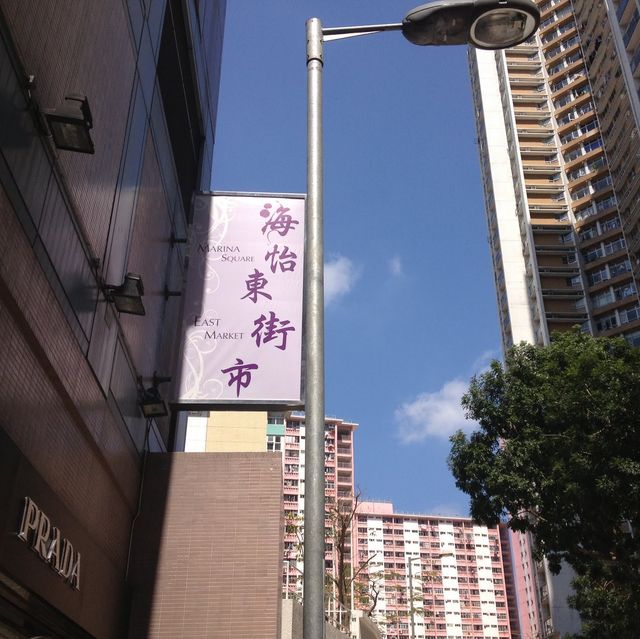 海怡東街市
MARINA
SQUARE
EAST
MARKET
PRADA